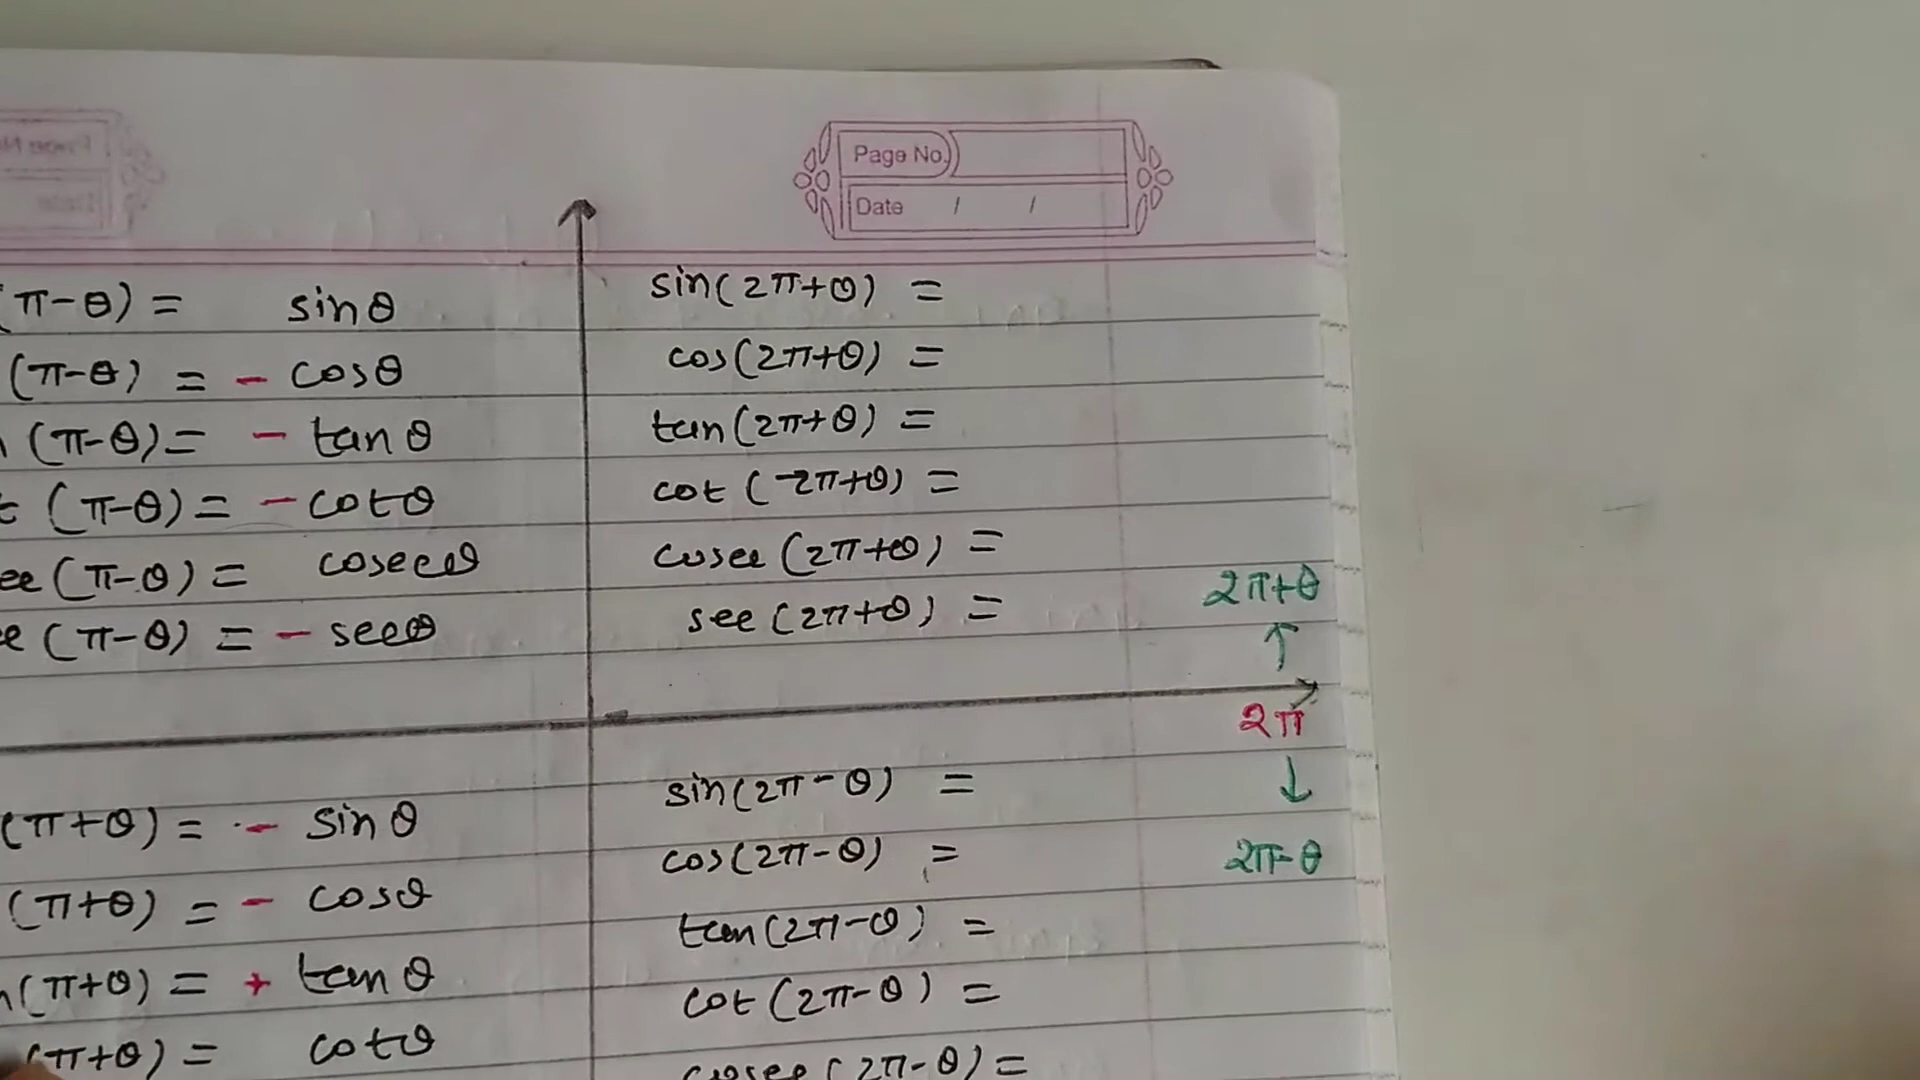 Page No.
Date / /
(π-θ) = sinθ
(π-θ) = - cosθ
(π-θ) = - tanθ
(π-θ) = - cotθ
(π-θ) = cosecθ
(π-θ) = - secθ
sin(2π+θ) =
cos(2π+θ) =
tan(2π+θ) =
cot (2π+θ) =
cosec (2π+θ) =
sec (2π+θ) =
2π+θ
↑
2π
↓
2π-θ
(π+θ) = - sinθ
(π+θ) = - cosθ
(π+θ) = + tanθ
(π+θ) = cotθ
sin(2π-θ) =
cos(2π-θ) =
tan(2π-θ) =
cot (2π-θ) =
cosec (2π-θ) =